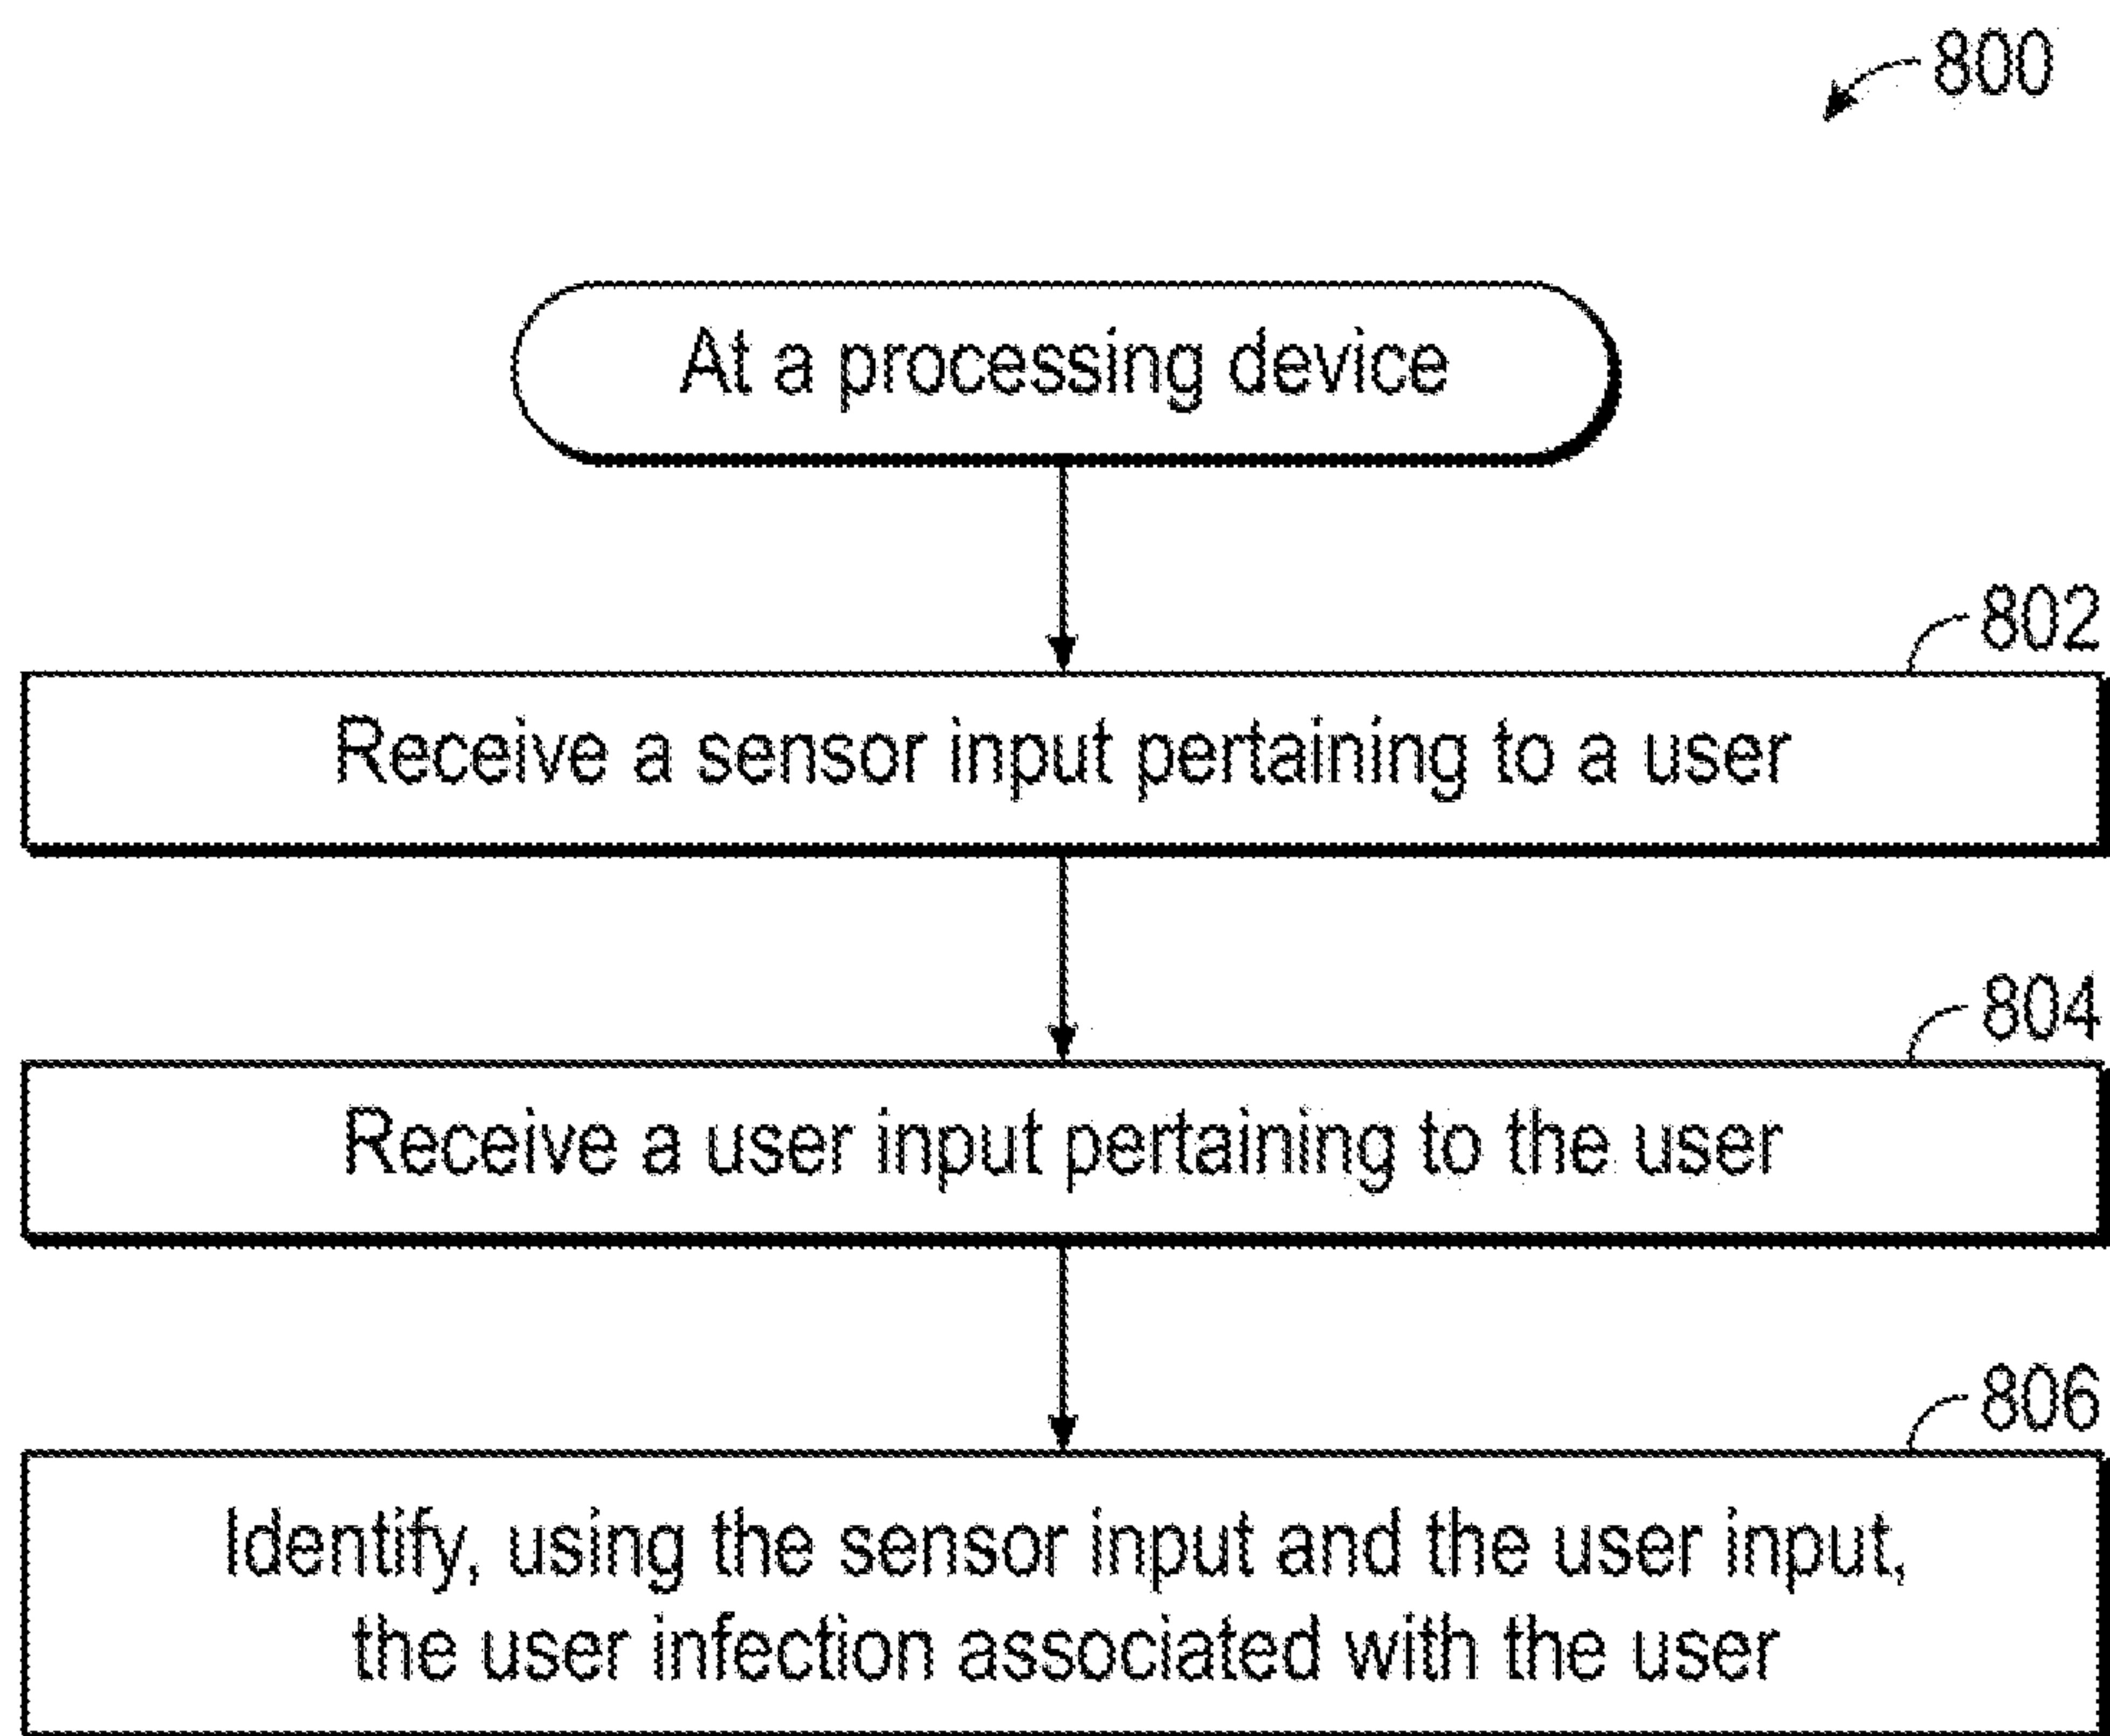 800
At a processing device
802
Receive a sensor input pertaining to a user
804
Receive a user input pertaining to the user
806
Identify, using the sensor input and the user input,
the user infection associated with the user